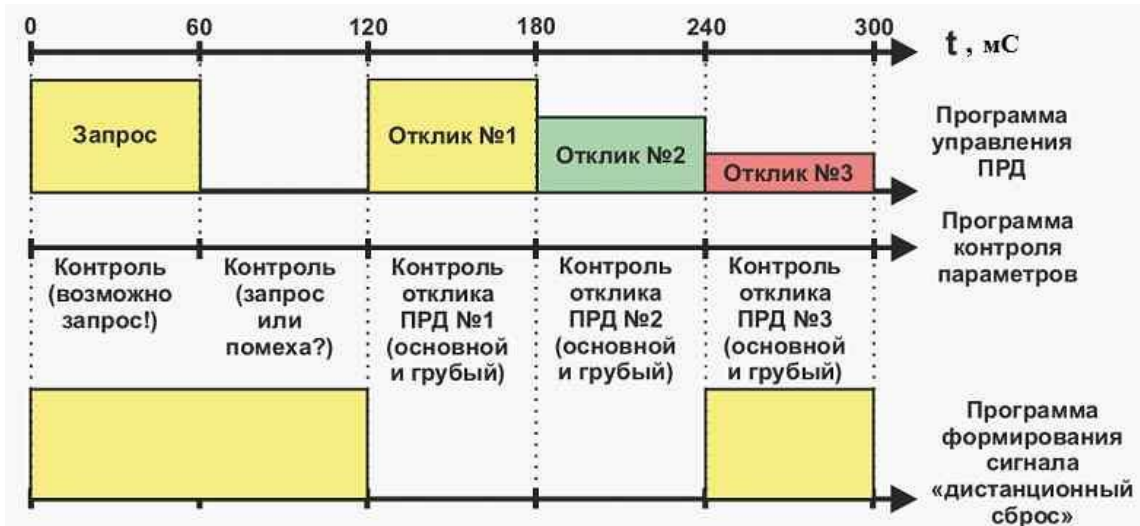 0 60 120 180 240 300
t , мС
Запрос
Отклик №1
Отклик №2
Отклик №3
Программа
управления
ПРД
Программа
контроля
параметров
Контроль
(возможно
запрос!)
Контроль
(запрос
или
помеха?)
Контроль
отклика
ПРД №1
(основной
и грубый)
Контроль
отклика
ПРД №2
(основной
и грубый)
Контроль
отклика
ПРД №3
(основной
и грубый)
Программа
формирования
сигнала
«дистанционный
сброс»